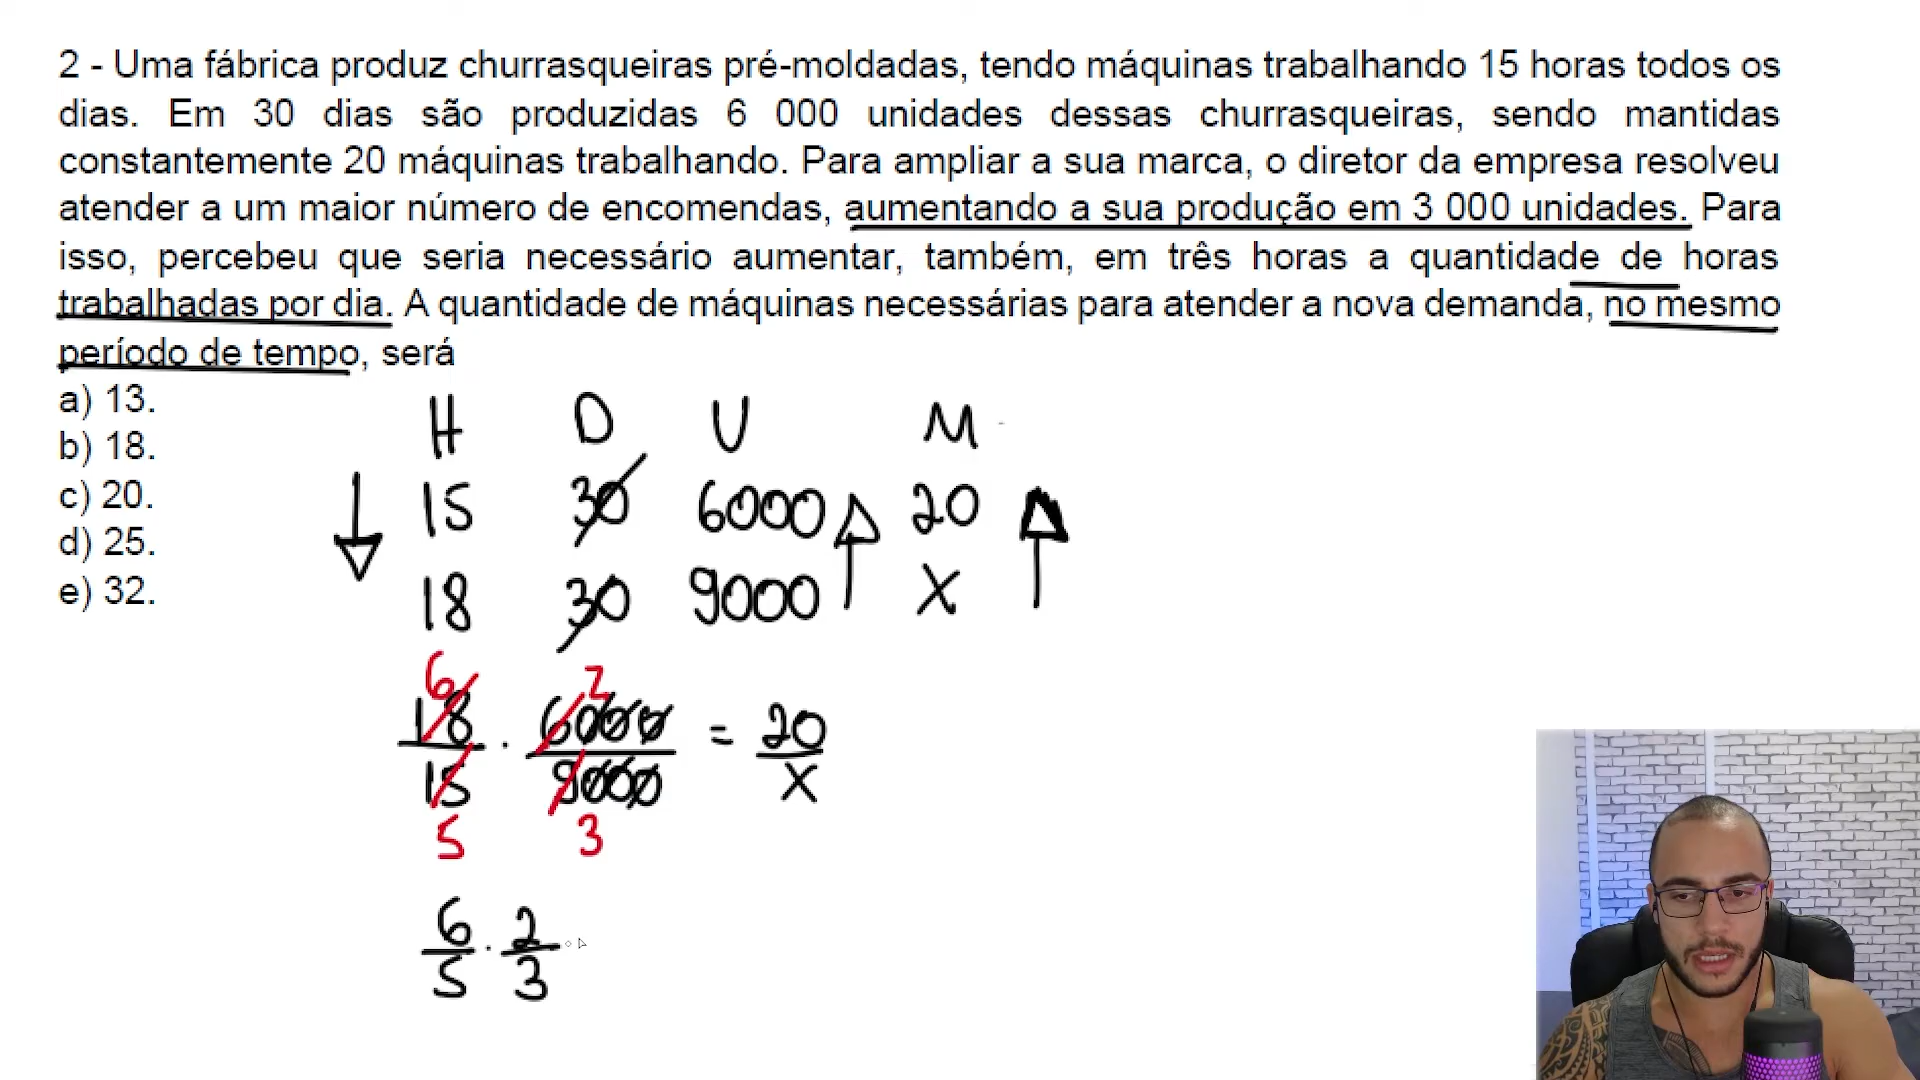 2 - Uma fábrica produz churrasqueiras pré-moldadas, tendo máquinas trabalhando 15 horas todos os
dias. Em 30 dias são produzidas 6 000 unidades dessas churrasqueiras, sendo mantidas
constantemente 20 máquinas trabalhando. Para ampliar a sua marca, o diretor da empresa resolveu
atender a um maior número de encomendas, aumentando a sua produção em 3 000 unidades. Para
isso, percebeu que seria necessário aumentar, também, em três horas a quantidade de horas
trabalhadas por dia. A quantidade de máquinas necessárias para atender a nova demanda, no mesmo
período de tempo, será
a) 13.
b) 18.
c) 20.
d) 25.
e) 32.
H D U M
15 30 6000 20
18 30 9000 X
6 2
18/15 · 6000/9000 = 20/X
5 3
6/5 · 2/3